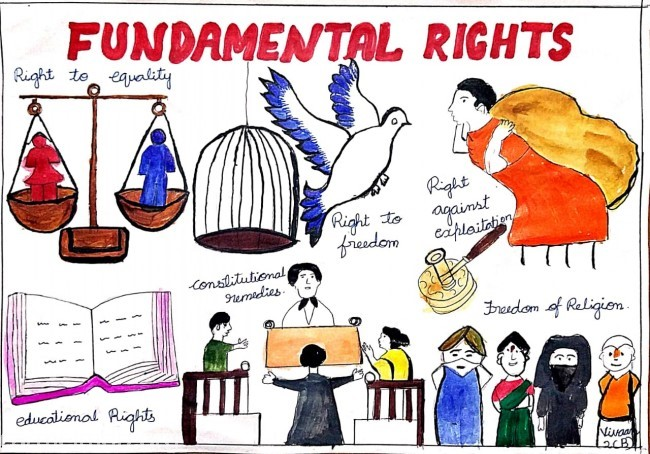 FUNDAMENTAL RIGHTS
Right to equality
Right to
freedom
Right
against
exploitation
constitutional
remedies.
Freedom of Religion.
educational Rights
Vivaan
2(B)